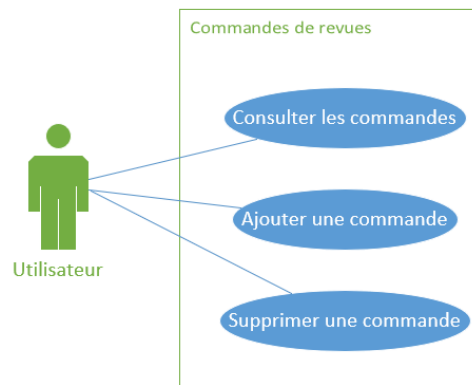 Commandes de revues
Consulter les commandes
Ajouter une commande
Utilisateur
Supprimer une commande